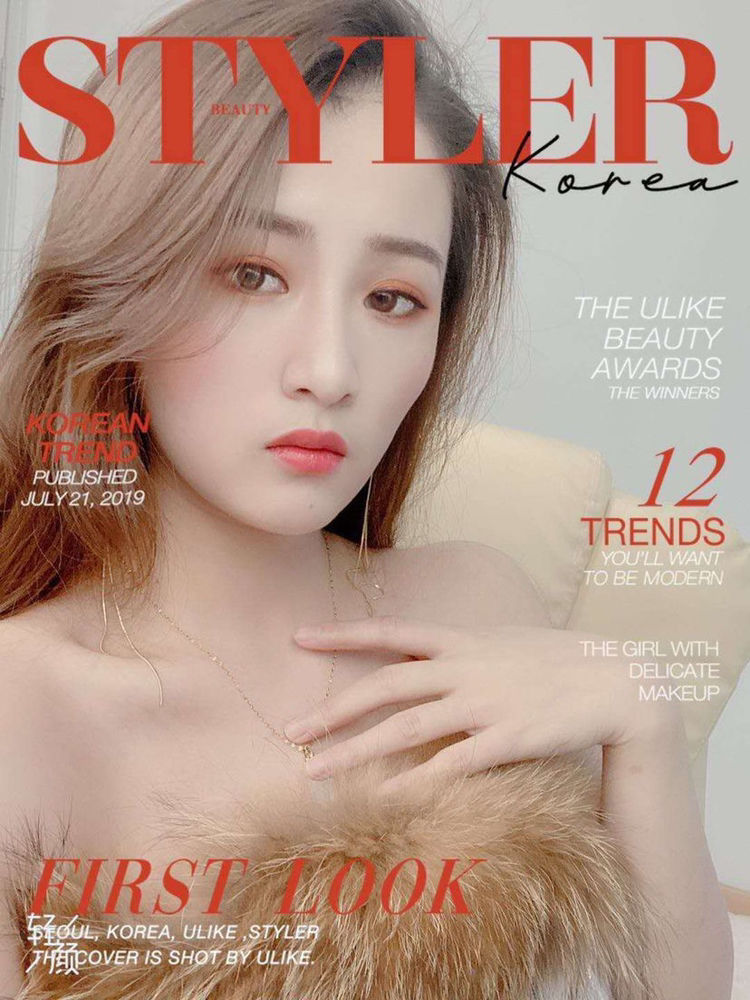 STYLER
BEAUTY
Korea
THE ULIKE
BEAUTY
AWARDS
THE WINNERS
KOREAN
TREND
PUBLISHED
JULY 21, 2019
12
TRENDS
YOU'LL WANT
TO BE MODERN
THE GIRL WITH
DELICATE
MAKEUP
FIRST LOOK
SEOUL, KOREA, ULIKE ,STYLER
THE COVER IS SHOT BY ULIKE.
轻颜